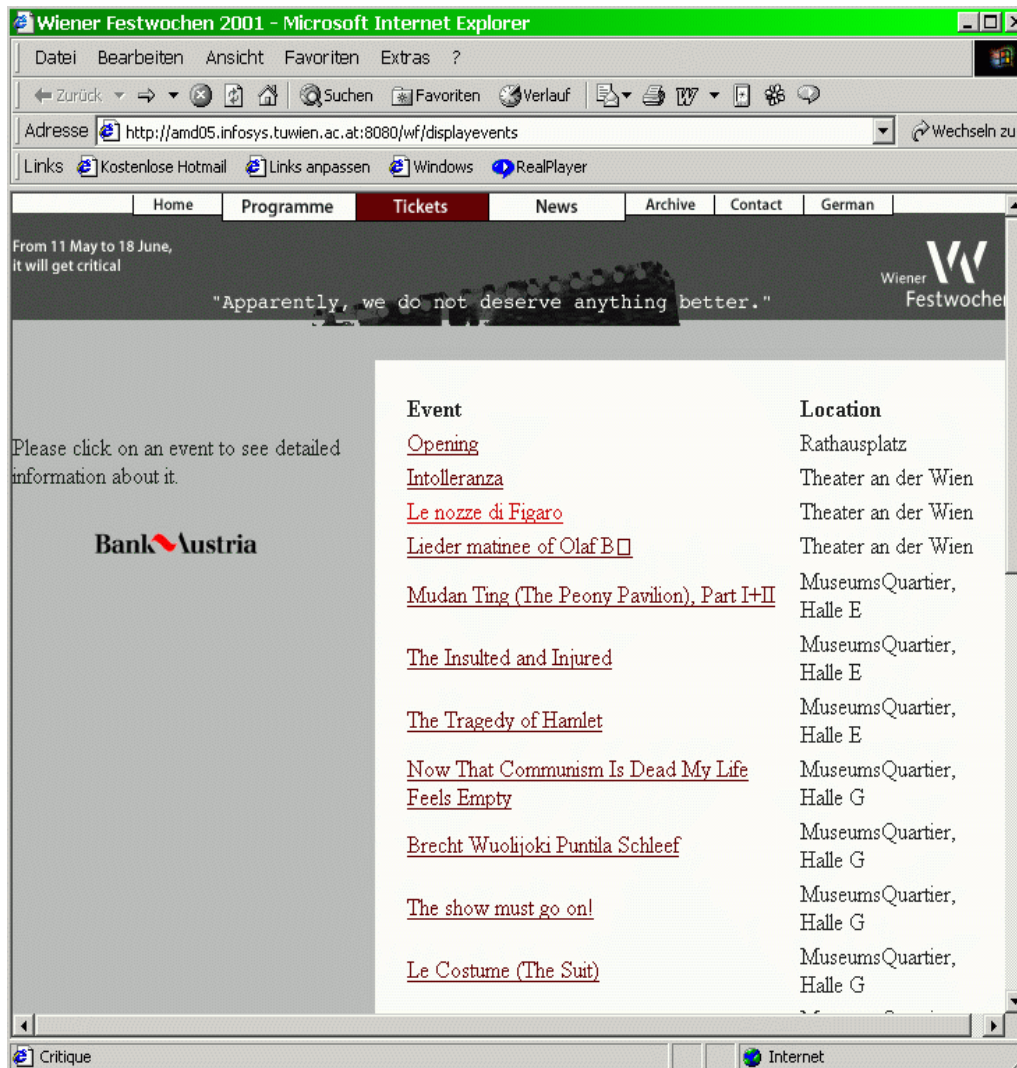 Wiener Festwochen 2001 - Microsoft Internet Explorer
Datei Bearbeiten Ansicht Favoriten Extras ?
Zurück Suchen Favoriten Verlauf
Adresse http://amd05.infosys.tuwien.ac.at:8080/wf/displayevents Wechseln zu
Links Kostenlose Hotmail Links anpassen Windows RealPlayer
Home Programme Tickets News Archive Contact German
From 11 May to 18 June,
it will get critical
Wiener
Festwochen
"Apparently, we do not deserve anything better."
Event Location
Please click on an event to see detailed
information about it.
Bank Austria
Opening Rathausplatz
Intolleranza Theater an der Wien
Le nozze di Figaro Theater an der Wien
Lieder matinee of Olaf B□ Theater an der Wien
Mudan Ting (The Peony Pavilion), Part I+II MuseumsQuartier,
Halle E
The Insulted and Injured MuseumsQuartier,
Halle E
The Tragedy of Hamlet MuseumsQuartier,
Halle E
Now That Communism Is Dead My Life MuseumsQuartier,
Feels Empty Halle G
Brecht Wuolijoki Puntila Schleef MuseumsQuartier,
Halle G
The show must go on! MuseumsQuartier,
Halle G
Le Costume (The Suit) MuseumsQuartier,
Halle G
Critique Internet